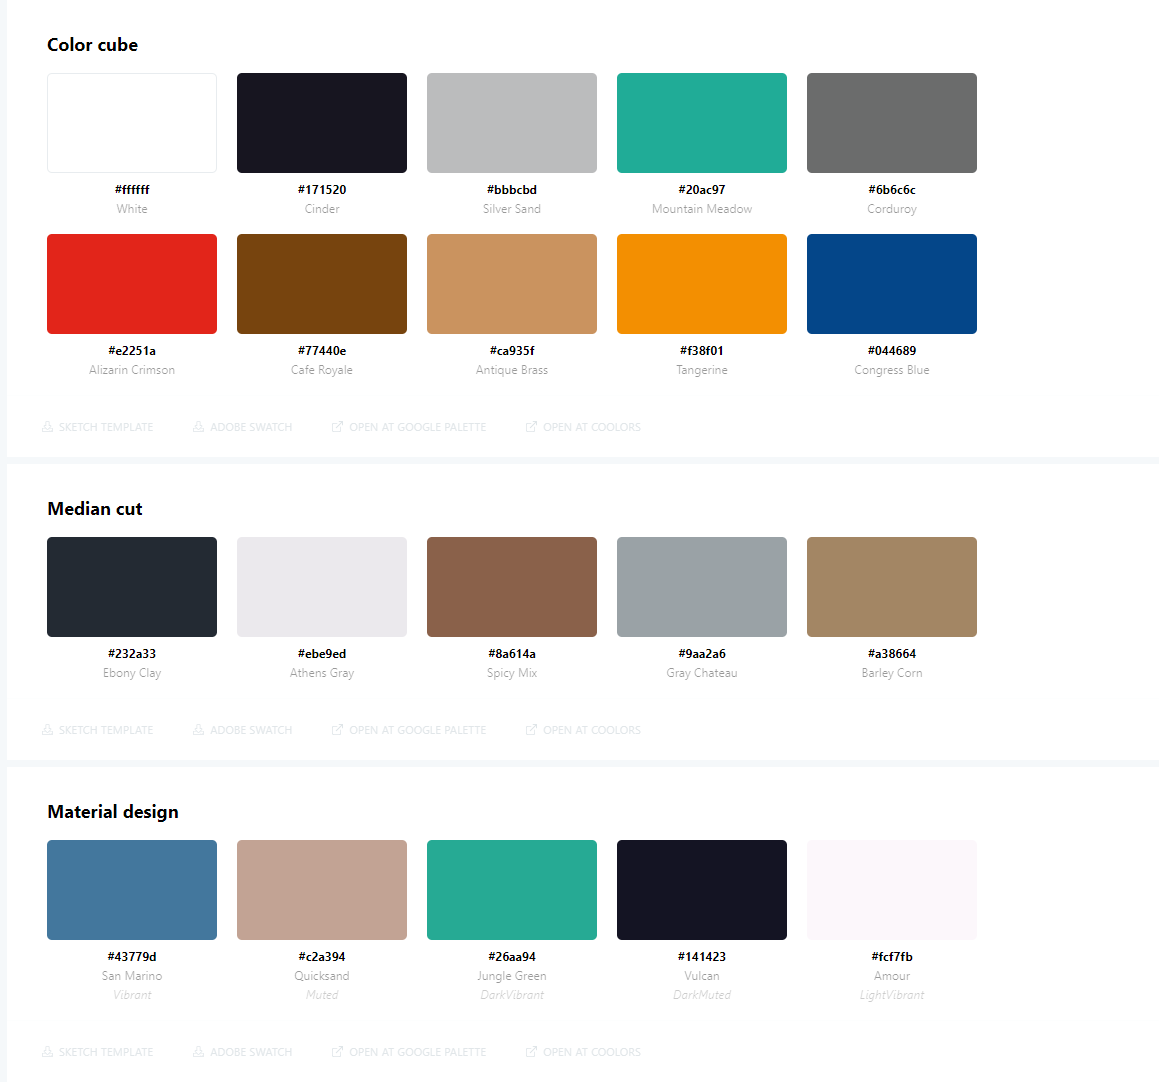 Color cube
#ffffff #171520 #bbbcbd #20ac97 #6b6c6c
White Cinder Silver Sand Mountain Meadow Corduroy
#e2251a #77440e #ca935f #f38f01 #044689
Alizarin Crimson Cafe Royale Antique Brass Tangerine Congress Blue
SKETCH TEMPLATE ADOBE SWATCH OPEN AT GOOGLE PALETTE OPEN AT COOLORS
Median cut
#232a33 #ebe9ed #8a614a #9aa2a6 #a38664
Ebony Clay Athens Gray Spicy Mix Gray Chateau Barley Corn
SKETCH TEMPLATE ADOBE SWATCH OPEN AT GOOGLE PALETTE OPEN AT COOLORS
Material design
#43779d #c2a394 #26aa94 #141423 #fcf7fb
San Marino Quicksand Jungle Green Vulcan Amour
Vibrant Muted DarkVibrant DarkMuted LightVibrant
SKETCH TEMPLATE ADOBE SWATCH OPEN AT GOOGLE PALETTE OPEN AT COOLORS